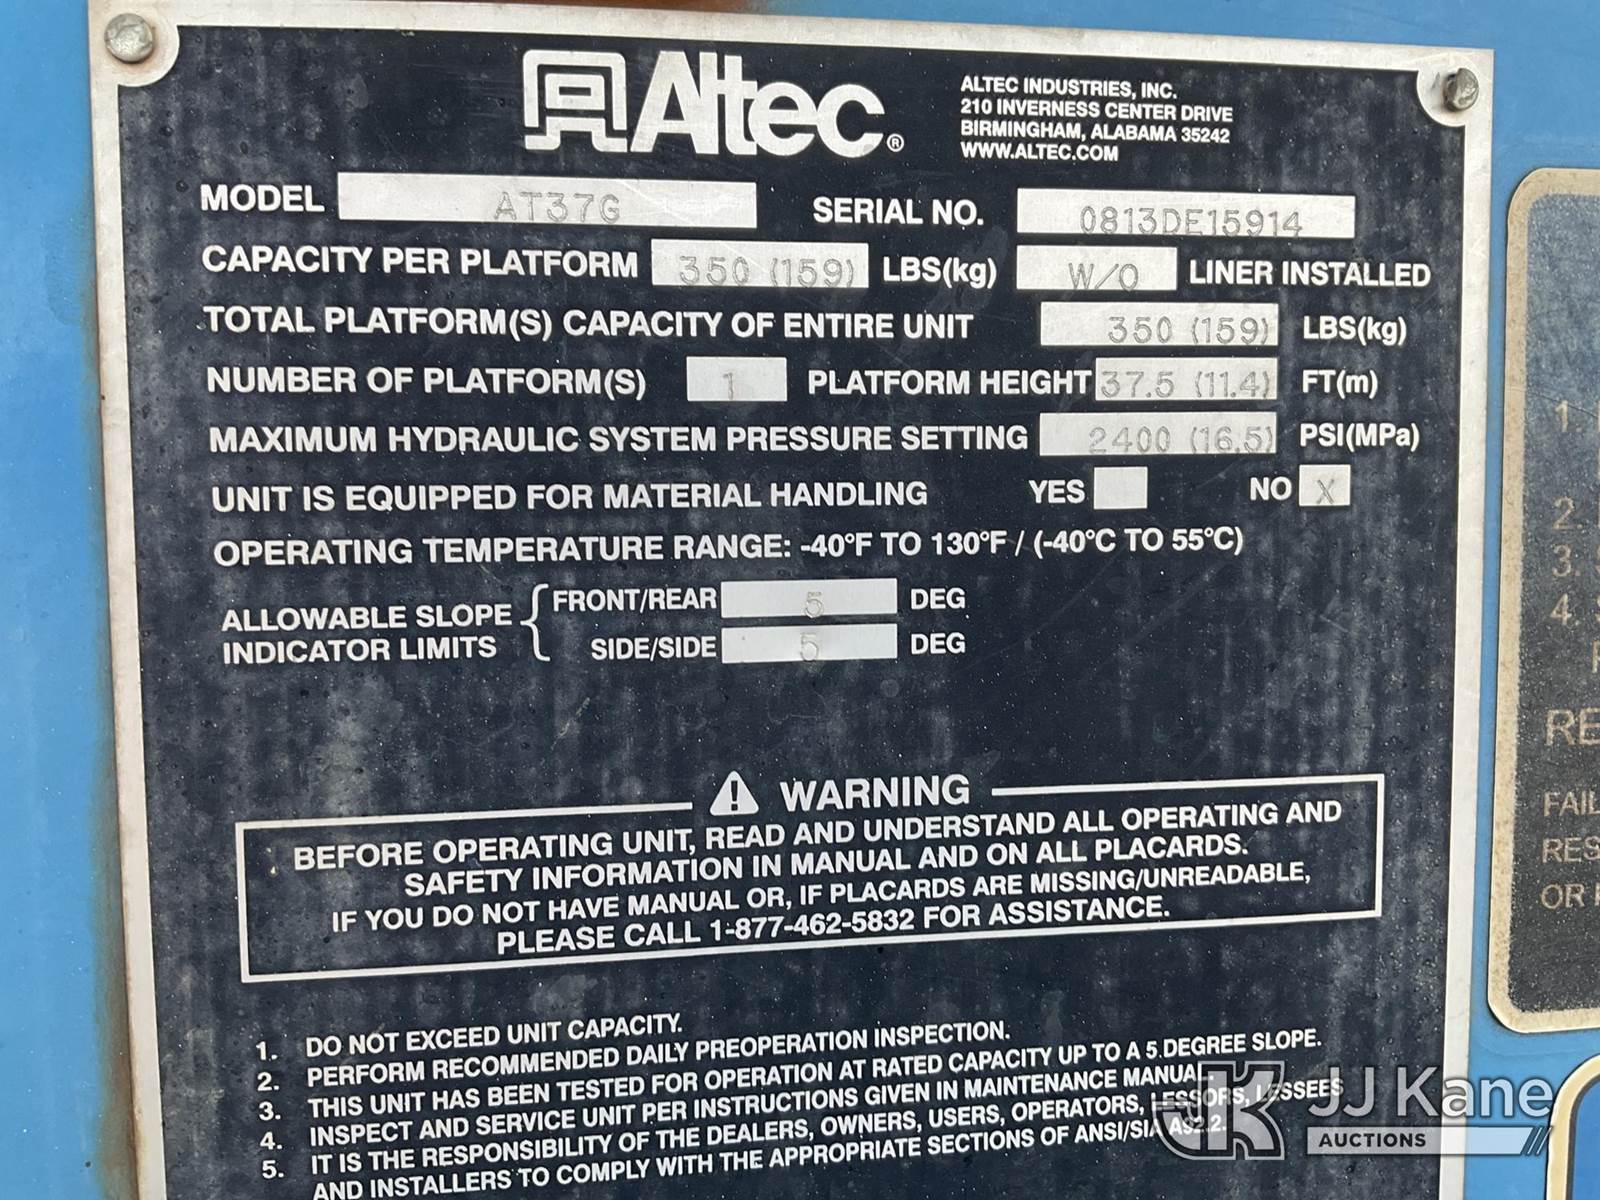 Altec®
ALTEC INDUSTRIES, INC.
210 INVERNESS CENTER DRIVE
BIRMINGHAM, ALABAMA 35242
WWW.ALTEC.COM
MODEL AT37G SERIAL NO. 0813DE15914
CAPACITY PER PLATFORM 350 (159) LBS(kg) W/O LINER INSTALLED
TOTAL PLATFORM(S) CAPACITY OF ENTIRE UNIT 350 (159) LBS(kg)
NUMBER OF PLATFORM(S) 1 PLATFORM HEIGHT 37.5 (11.4) FT(m)
MAXIMUM HYDRAULIC SYSTEM PRESSURE SETTING 2400 (16.5) PSI(MPa)
UNIT IS EQUIPPED FOR MATERIAL HANDLING YES NO X
OPERATING TEMPERATURE RANGE: -40°F TO 130°F / (-40°C TO 55°C)
ALLOWABLE SLOPE INDICATOR LIMITS
FRONT/REAR 5 DEG
SIDE/SIDE 5 DEG
⚠ WARNING
BEFORE OPERATING UNIT, READ AND UNDERSTAND ALL OPERATING AND
SAFETY INFORMATION IN MANUAL AND ON ALL PLACARDS.
IF YOU DO NOT HAVE MANUAL OR, IF PLACARDS ARE MISSING/UNREADABLE,
PLEASE CALL 1-877-462-5832 FOR ASSISTANCE.
1. DO NOT EXCEED UNIT CAPACITY.
2. PERFORM RECOMMENDED DAILY PREOPERATION INSPECTION.
3. THIS UNIT HAS BEEN TESTED FOR OPERATION AT RATED CAPACITY UP TO A 5 DEGREE SLOPE.
4. INSPECT AND SERVICE UNIT PER INSTRUCTIONS GIVEN IN MAINTENANCE MANUAL.
5. IT IS THE RESPONSIBILITY OF THE DEALERS, OWNERS, USERS, OPERATORS, LESSORS, LESSEES
AND INSTALLERS TO COMPLY WITH THE APPROPRIATE SECTIONS OF ANSI/SIA A92.2.
1.
2.
3.
4.
RE
FAIL
RES
OR
JJ Kane
AUCTIONS